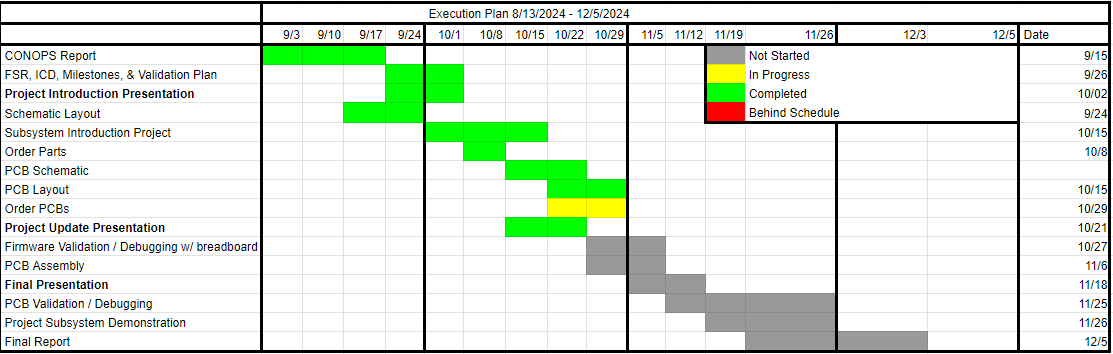 Execution Plan 8/13/2024 - 12/5/2024
9/3 9/10 9/17 9/24 10/1 10/8 10/15 10/22 10/29 11/5 11/12 11/19 11/26 12/3 12/5 Date
CONOPS Report Not Started 9/15
FSR, ICD, Milestones, & Validation Plan In Progress 9/26
Project Introduction Presentation Completed 10/02
Schematic Layout Behind Schedule 9/24
Subsystem Introduction Project 10/15
Order Parts 10/8
PCB Schematic
PCB Layout 10/15
Order PCBs 10/29
Project Update Presentation 10/21
Firmware Validation / Debugging w/ breadboard 10/27
PCB Assembly 11/6
Final Presentation 11/18
PCB Validation / Debugging 11/25
Project Subsystem Demonstration 11/26
Final Report 12/5